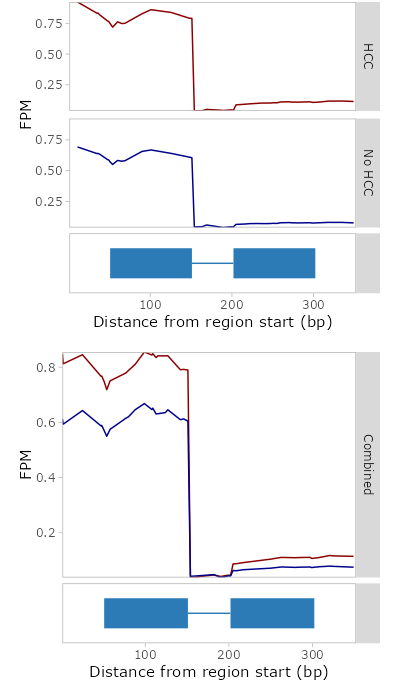 0.75
0.50
0.25
HCC
FPM
0.75
0.50
0.25
No HCC
100 200 300
Distance from region start (bp)
0.8
0.6
0.4
0.2
FPM
Combined
100 200 300
Distance from region start (bp)